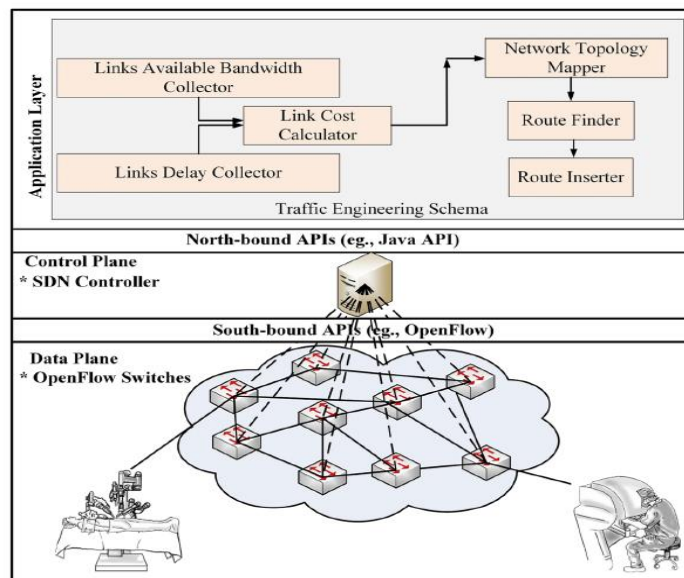 Application Layer
Links Available Bandwidth
Collector
Links Delay Collector
Link Cost
Calculator
Network Topology
Mapper
Route Finder
Route Inserter
Traffic Engineering Schema
North-bound APIs (eg., Java API)
Control Plane
* SDN Controller
South-bound APIs (eg., OpenFlow)
Data Plane
* OpenFlow Switches